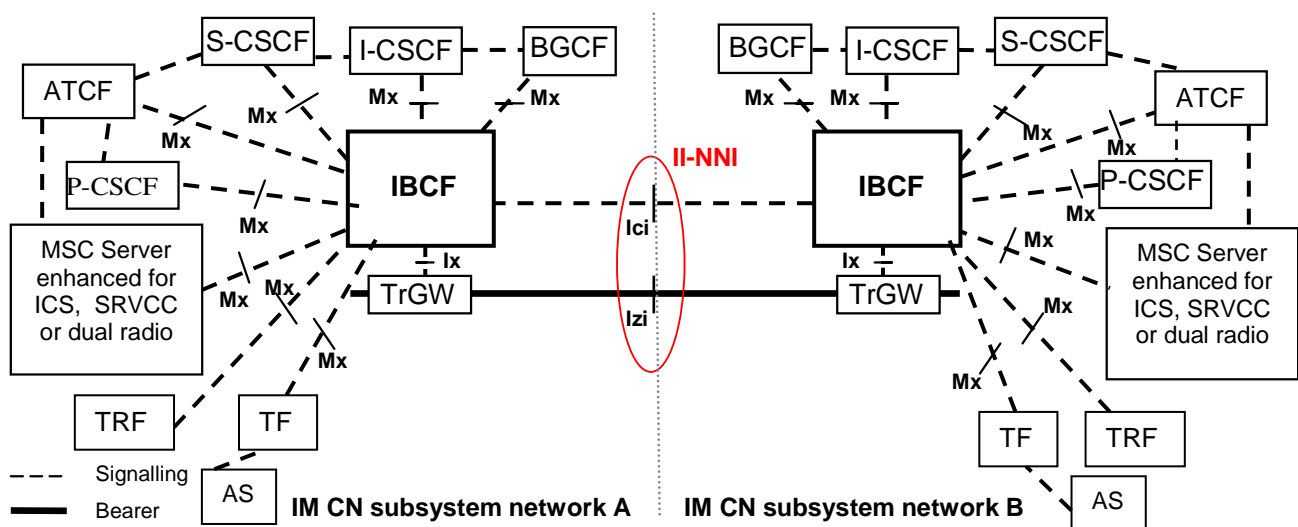 S-CSCF
I-CSCF
BGCF
BGCF
I-CSCF
S-CSCF
ATCF
Mx
Mx
Mx
Mx
Mx
Mx
Mx
Mx
ATCF
II-NNI
P-CSCF
IBCF
IBCF
P-CSCF
Mx
Ici
Mx
MSC Server
enhanced for
ICS, SRVCC
or dual radio
Mx
Mx
Ix
Ix
Mx
MSC Server
enhanced for
ICS, SRVCC
or dual radio
TrGW
TrGW
Izi
Mx
Mx
Mx
TRF
TF
TF
TRF
Signalling
AS
AS
Bearer
IM CN subsystem network A
IM CN subsystem network B